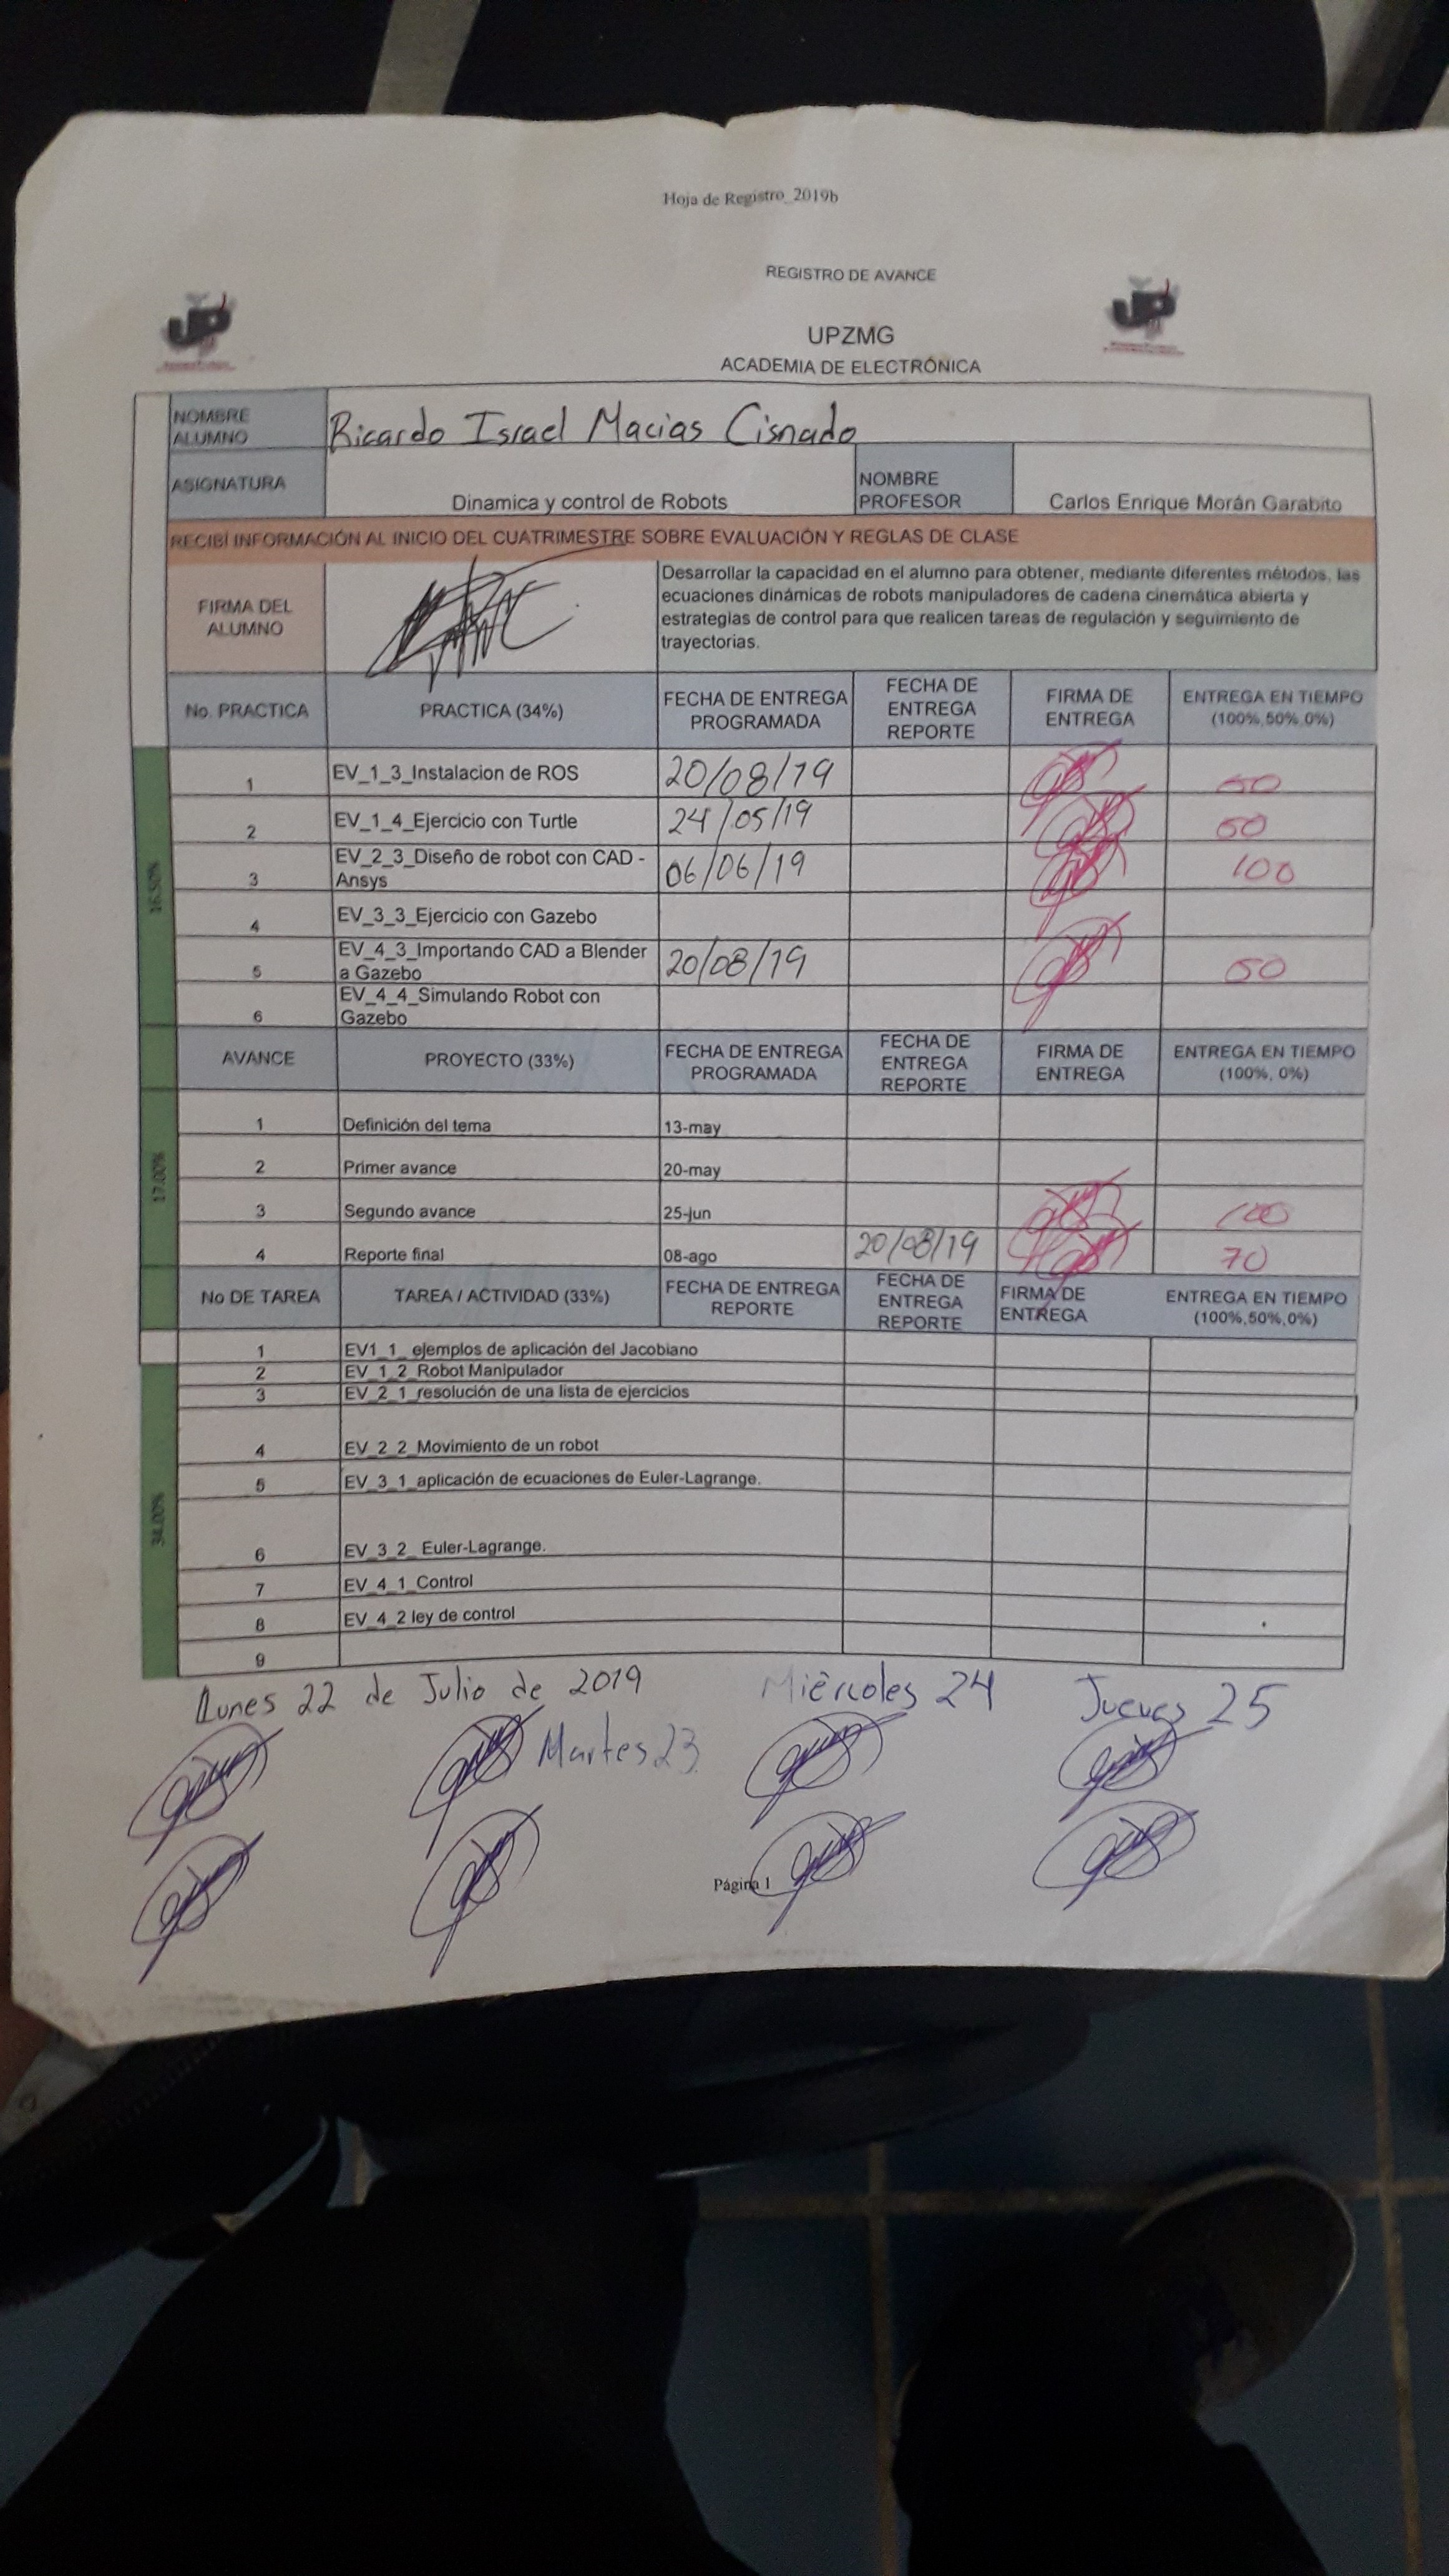 Hoja de Registro_2019b
REGISTRO DE AVANCE
UPZMG
ACADEMIA DE ELECTRÓNICA
NOMBRE ALUMNO Ricardo Israel Macias Cisnado
ASIGNATURA Dinamica y control de Robots NOMBRE PROFESOR Carlos Enrique Morán Garabito
RECIBÍ INFORMACIÓN AL INICIO DEL CUATRIMESTRE SOBRE EVALUACIÓN Y REGLAS DE CLASE
FIRMA DEL ALUMNO
Desarrollar la capacidad en el alumno para obtener, mediante diferentes métodos, las
ecuaciones dinámicas de robots manipuladores de cadena cinemática abierta y
estrategias de control para que realicen tareas de regulación y seguimiento de
trayectorias.
No. PRACTICA PRACTICA (34%) FECHA DE ENTREGA PROGRAMADA FECHA DE ENTREGA REPORTE FIRMA DE ENTREGA ENTREGA EN TIEMPO (100%,50%,0%)
16.50%
1 EV_1_3_Instalacion de ROS 20/08/19 50
2 EV_1_4_Ejercicio con Turtle 24/05/19 50
3 EV_2_3_Diseño de robot con CAD - Ansys 06/06/19 100
4 EV_3_3_Ejercicio con Gazebo
5 EV_4_3_Importando CAD a Blender a Gazebo 20/08/19 50
6 EV_4_4_Simulando Robot con Gazebo
AVANCE PROYECTO (33%) FECHA DE ENTREGA PROGRAMADA FECHA DE ENTREGA REPORTE FIRMA DE ENTREGA ENTREGA EN TIEMPO (100%, 0%)
17.00%
1 Definición del tema 13-may
2 Primer avance 20-may
3 Segundo avance 25-jun 100
4 Reporte final 08-ago 20/08/19 70
No DE TAREA TAREA / ACTIVIDAD (33%) FECHA DE ENTREGA REPORTE FECHA DE ENTREGA REPORTE FIRMA DE ENTREGA ENTREGA EN TIEMPO (100%,50%,0%)
34.00%
1 EV1_1_ ejemplos de aplicación del Jacobiano
2 EV_1_2_Robot Manipulador
3 EV_2_1_resolución de una lista de ejercicios
4 EV_2_2_Movimiento de un robot
5 EV_3_1_aplicación de ecuaciones de Euler-Lagrange.
6 EV_3_2_ Euler-Lagrange.
7 EV_4_1_Control
8 EV_4_2 ley de control
9
Lunes 22 de Julio de 2019 Miércoles 24 Jueves 25
Martes 23
Página 1